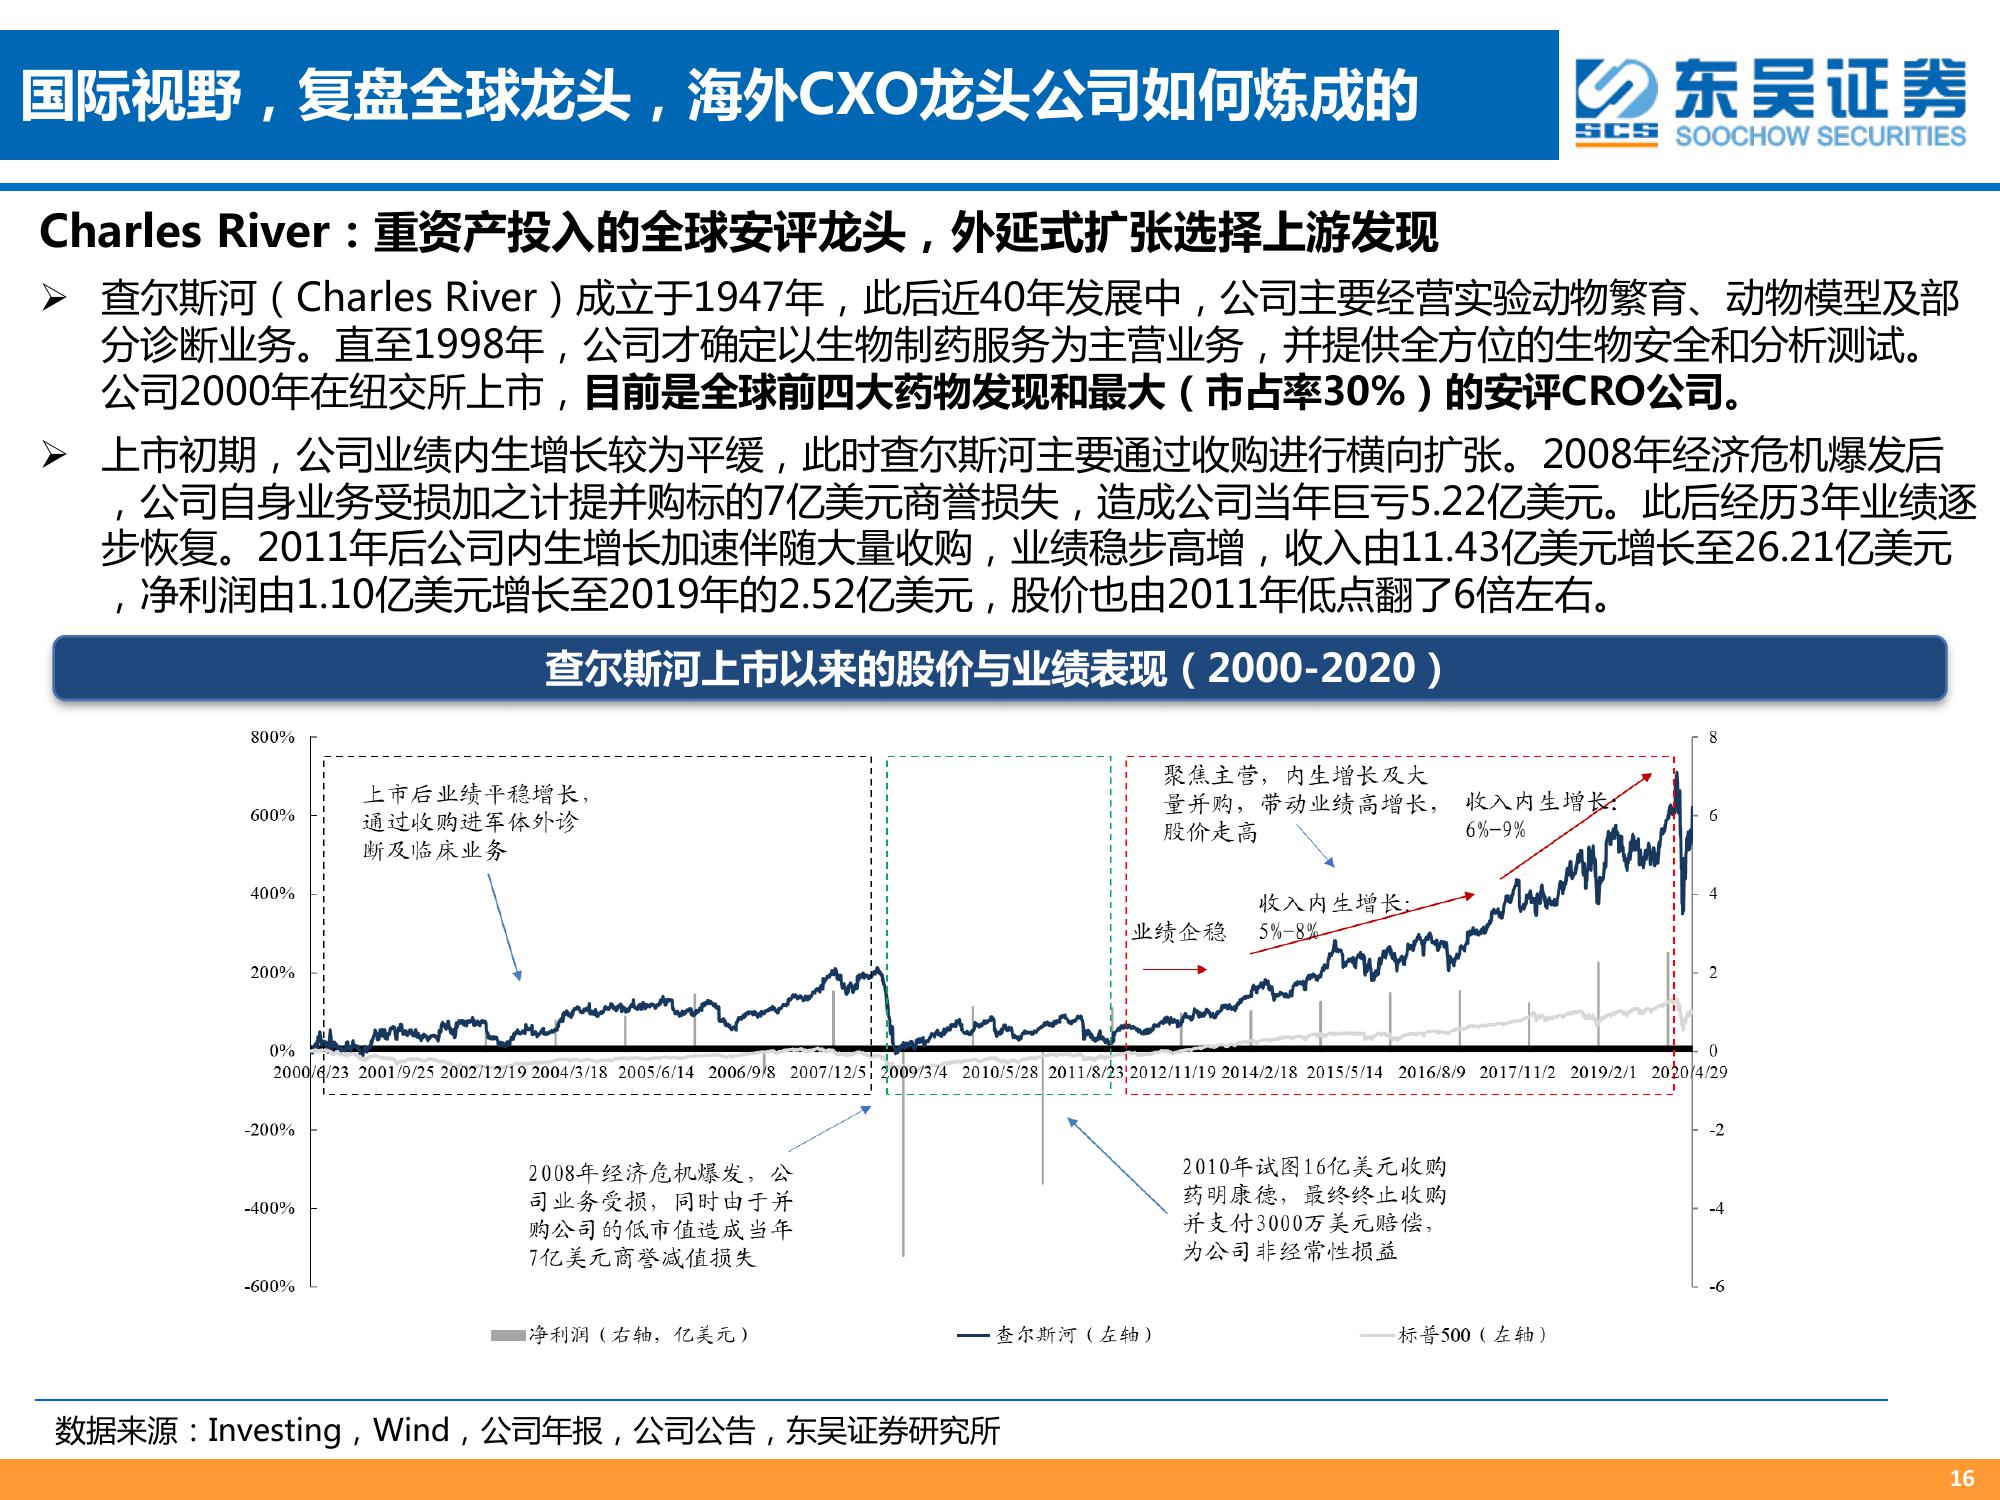 国际视野，复盘全球龙头，海外CXO龙头公司如何炼成的
SCS
东吴证券
SOOCHOW SECURITIES
Charles River：重资产投入的全球安评龙头，外延式扩张选择上游发现
➢ 查尔斯河（Charles River）成立于1947年，此后近40年发展中，公司主要经营实验动物繁育、动物模型及部
分诊断业务。直至1998年，公司才确定以生物制药服务为主营业务，并提供全方位的生物安全和分析测试。
公司2000年在纽交所上市，目前是全球前四大药物发现和最大（市占率30%）的安评CRO公司。
➢ 上市初期，公司业绩内生增长较为平缓，此时查尔斯河主要通过收购进行横向扩张。2008年经济危机爆发后
，公司自身业务受损加之计提并购标的7亿美元商誉损失，造成公司当年巨亏5.22亿美元。此后经历3年业绩逐
步恢复。2011年后公司内生增长加速伴随大量收购，业绩稳步高增，收入由11.43亿美元增长至26.21亿美元
，净利润由1.10亿美元增长至2019年的2.52亿美元，股价也由2011年低点翻了6倍左右。
查尔斯河上市以来的股价与业绩表现（2000-2020）
800%
600%
400%
200%
0%
-200%
-400%
-600%
8
6
4
2
0
-2
-4
-6
上市后业绩平稳增长，
通过收购进军体外诊
断及临床业务
聚焦主营，内生增长及大
量并购，带动业绩高增长，
股价走高
收入内生增长：
6%-9%
收入内生增长：
5%-8%
业绩企稳
2000/6/23 2001/9/25 2002/12/19 2004/3/18 2005/6/14 2006/9/8 2007/12/5 2009/3/4 2010/5/28 2011/8/23 2012/11/19 2014/2/18 2015/5/14 2016/8/9 2017/11/2 2019/2/1 2020/4/29
2008年经济危机爆发，公
司业务受损，同时由于并
购公司的低市值造成当年
7亿美元商誉减值损失
2010年试图16亿美元收购
药明康德，最终终止收购
并支付3000万美元赔偿，
为公司非经常性损益
净利润（右轴，亿美元）
查尔斯河（左轴）
标普500（左轴）
数据来源：Investing，Wind，公司年报，公司公告，东吴证券研究所
16